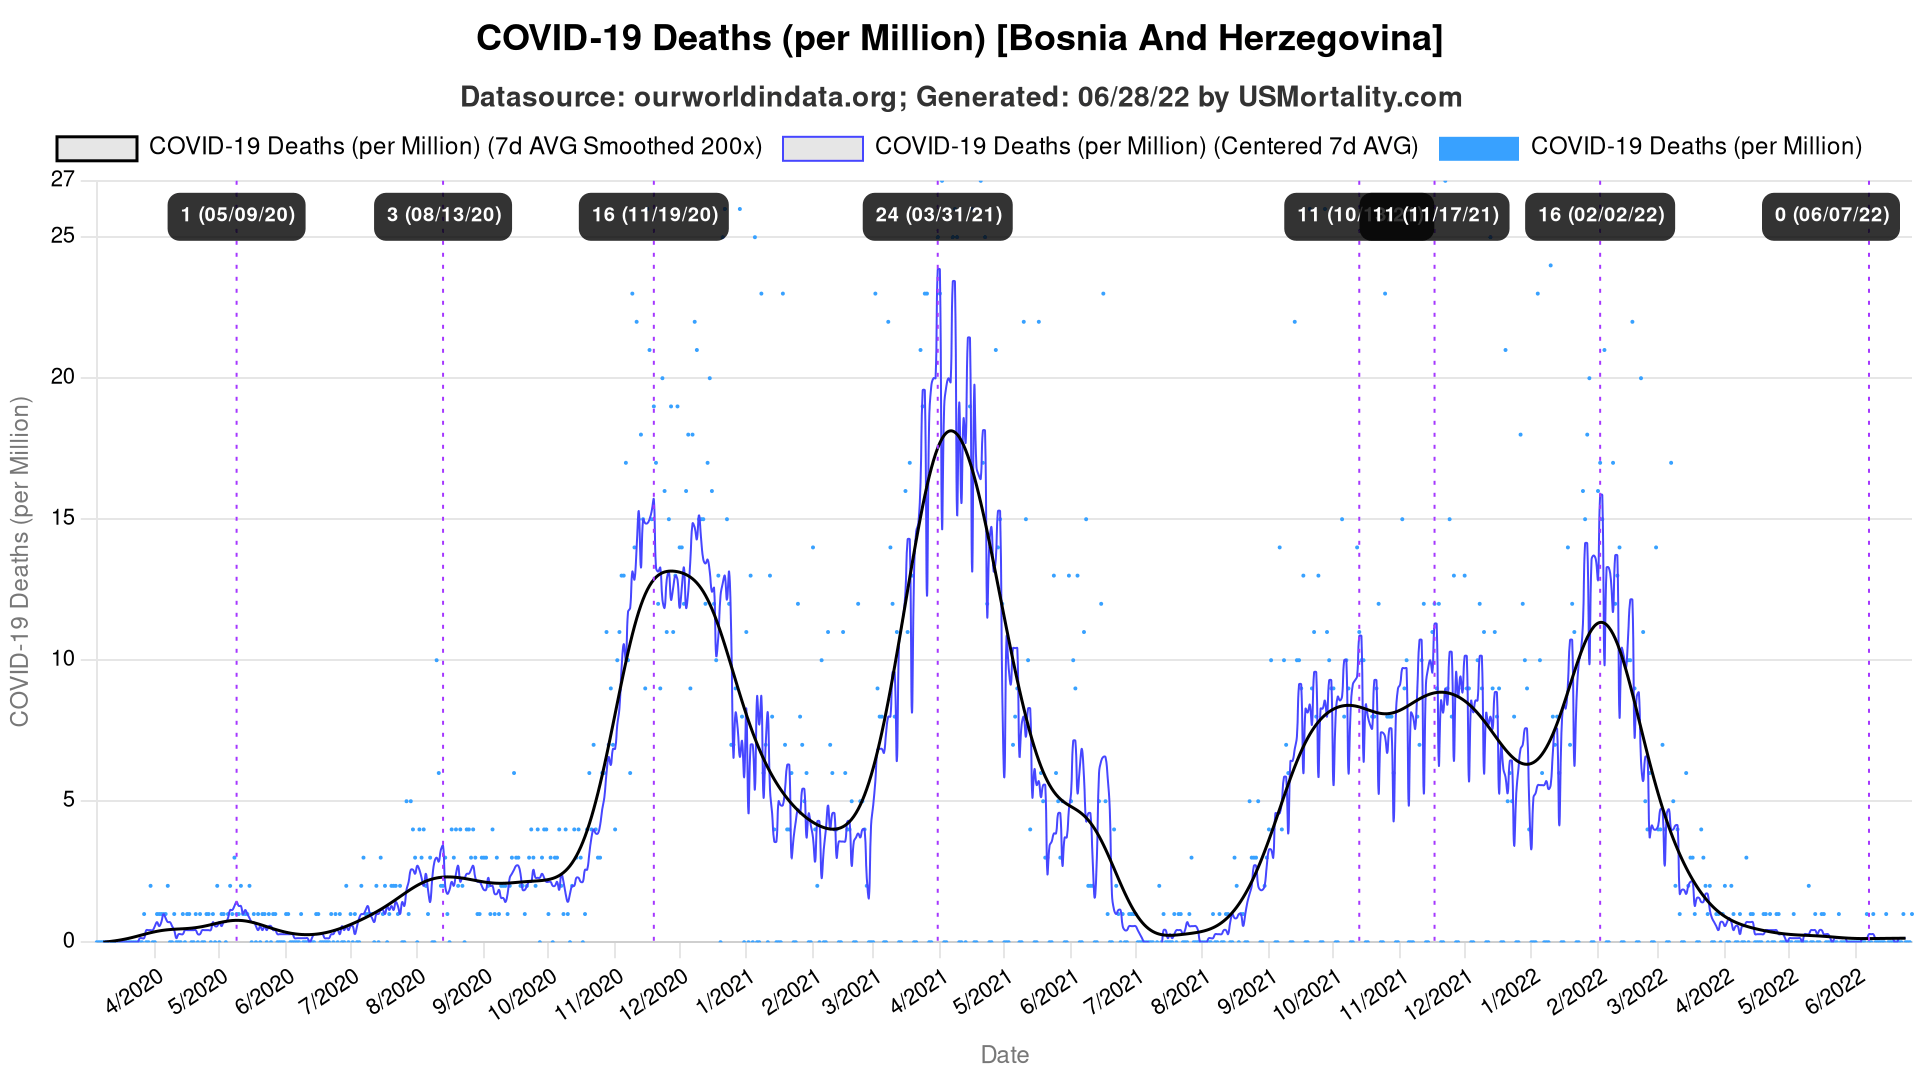 COVID-19 Deaths (per Million) [Bosnia And Herzegovina]
Datasource: ourworldindata.org; Generated: 06/28/22 by USMortality.com
COVID-19 Deaths (per Million) (7d AVG Smoothed 200x) COVID-19 Deaths (per Million) (Centered 7d AVG) COVID-19 Deaths (per Million)
27
1 (05/09/20) 3 (08/13/20) 16 (11/19/20) 24 (03/31/21) 11 (10/ 11 (11/17/21) 16 (02/02/22) 0 (06/07/22)
25
20
15
10
5
0
COVID-19 Deaths (per Million)
4/2020 5/2020 6/2020 7/2020 8/2020 9/2020 10/2020 11/2020 12/2020 1/2021 2/2021 3/2021 4/2021 5/2021 6/2021 7/2021 8/2021 9/2021 10/2021 11/2021 12/2021 1/2022 2/2022 3/2022 4/2022 5/2022 6/2022
Date